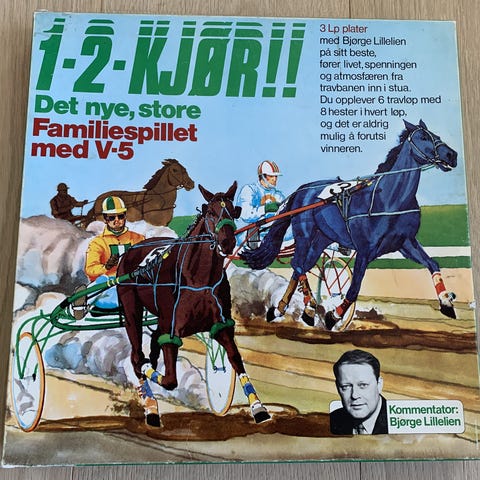 1-2-KJØR!!
Det nye, store
Familiespillet
med V-5
3 Lp plater
med Bjørge Lillelien
på sitt beste,
fører livet, spenningen
og atmosfæren fra
travbanen inn i stua.
Du opplever 6 travløp med
8 hester i hvert løp,
og det er aldrig
mulig å forutsi
vinneren.
Kommentator:
Bjørge Lillelien